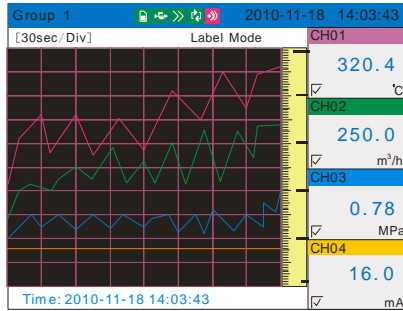 Group 1 2010-11-18 14:03:43
[30sec/Div] Label Mode
CH01
320.4
℃
CH02
250.0
m³/h
CH03
0.78
MPa
CH04
16.0
mA
Time:2010-11-18 14:03:43